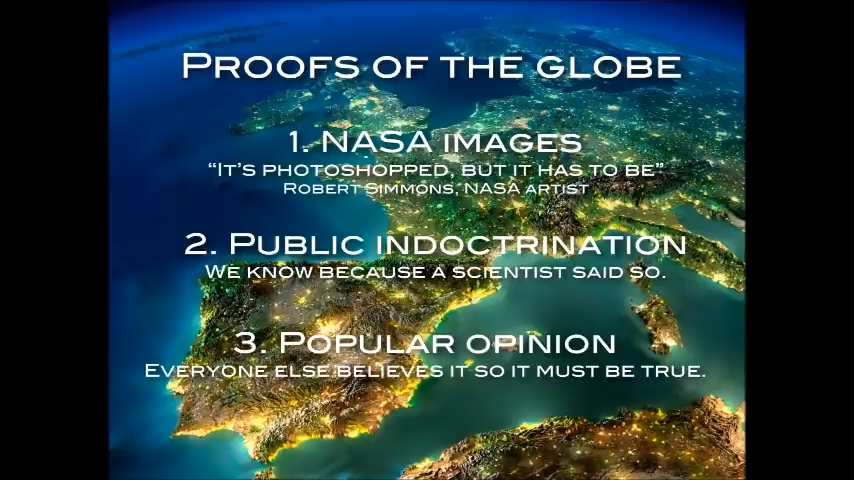 PROOFS OF THE GLOBE
1. NASA IMAGES
"IT'S PHOTOSHOPPED, BUT IT HAS TO BE"
ROBERT SIMMONS, NASA ARTIST
2. PUBLIC INDOCTRINATION
WE KNOW BECAUSE A SCIENTIST SAID SO.
3. POPULAR OPINION
EVERYONE ELSE BELIEVES IT SO IT MUST BE TRUE.